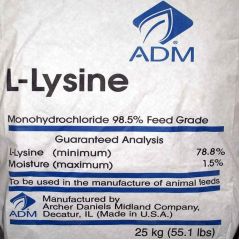 ADM
L-Lysine
Monohydrochloride 98.5% Feed Grade
Guaranteed Analysis
L-Lysine (minimum) 78.8%
Moisture (maximum) 1.5%
To be used in the manufacture of animal feeds
ADM
Manufactured by
Archer Daniels Midland Company,
Decatur, IL (Made in U.S.A.)
25 kg (55.1 lbs)